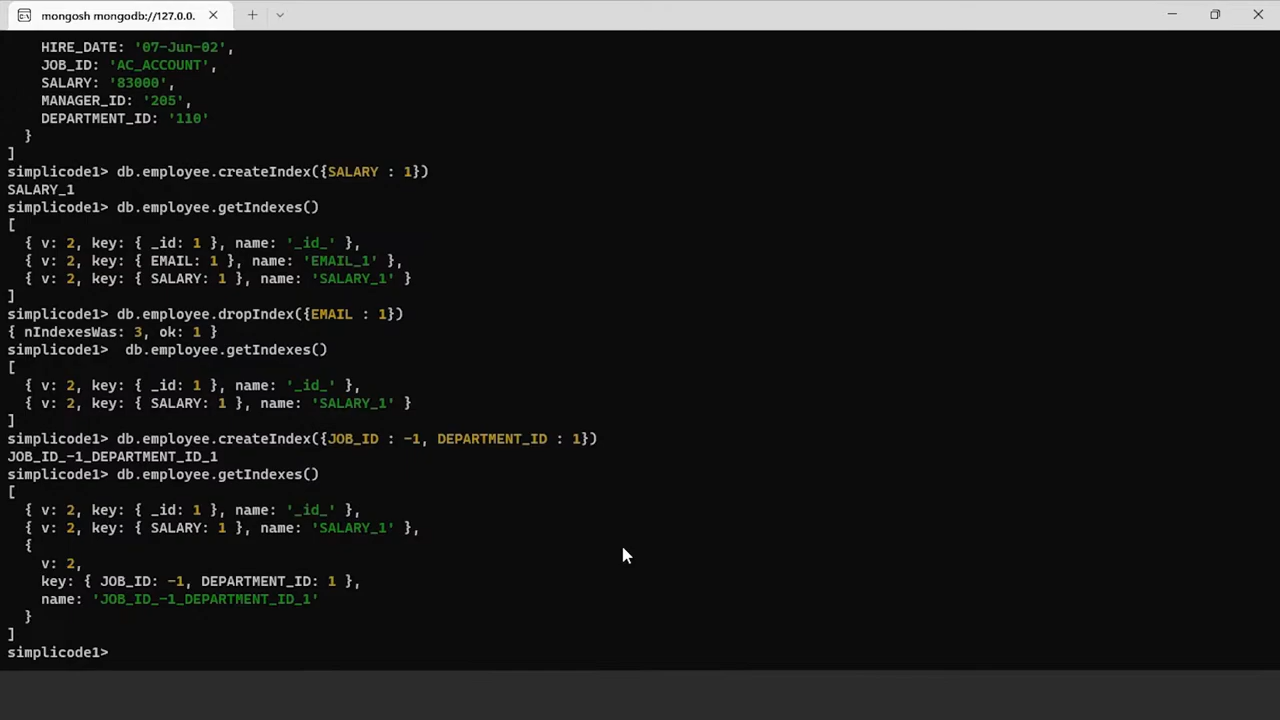 mongosh mongodb://127.0.0.
HIRE_DATE: '07-Jun-02',
JOB_ID: 'AC_ACCOUNT',
SALARY: '83000',
MANAGER_ID: '205',
DEPARTMENT_ID: '110'
}
]
simplicode1> db.employee.createIndex({SALARY : 1})
SALARY_1
simplicode1> db.employee.getIndexes()
[
{ v: 2, key: { _id: 1 }, name: '_id_' },
{ v: 2, key: { EMAIL: 1 }, name: 'EMAIL_1' },
{ v: 2, key: { SALARY: 1 }, name: 'SALARY_1' }
]
simplicode1> db.employee.dropIndex({EMAIL : 1})
{ nIndexesWas: 3, ok: 1 }
simplicode1>  db.employee.getIndexes()
[
{ v: 2, key: { _id: 1 }, name: '_id_' },
{ v: 2, key: { SALARY: 1 }, name: 'SALARY_1' }
]
simplicode1> db.employee.createIndex({JOB_ID : -1, DEPARTMENT_ID : 1})
JOB_ID_-1_DEPARTMENT_ID_1
simplicode1> db.employee.getIndexes()
[
{ v: 2, key: { _id: 1 }, name: '_id_' },
{ v: 2, key: { SALARY: 1 }, name: 'SALARY_1' },
{
v: 2,
key: { JOB_ID: -1, DEPARTMENT_ID: 1 },
name: 'JOB_ID_-1_DEPARTMENT_ID_1'
}
]
simplicode1>